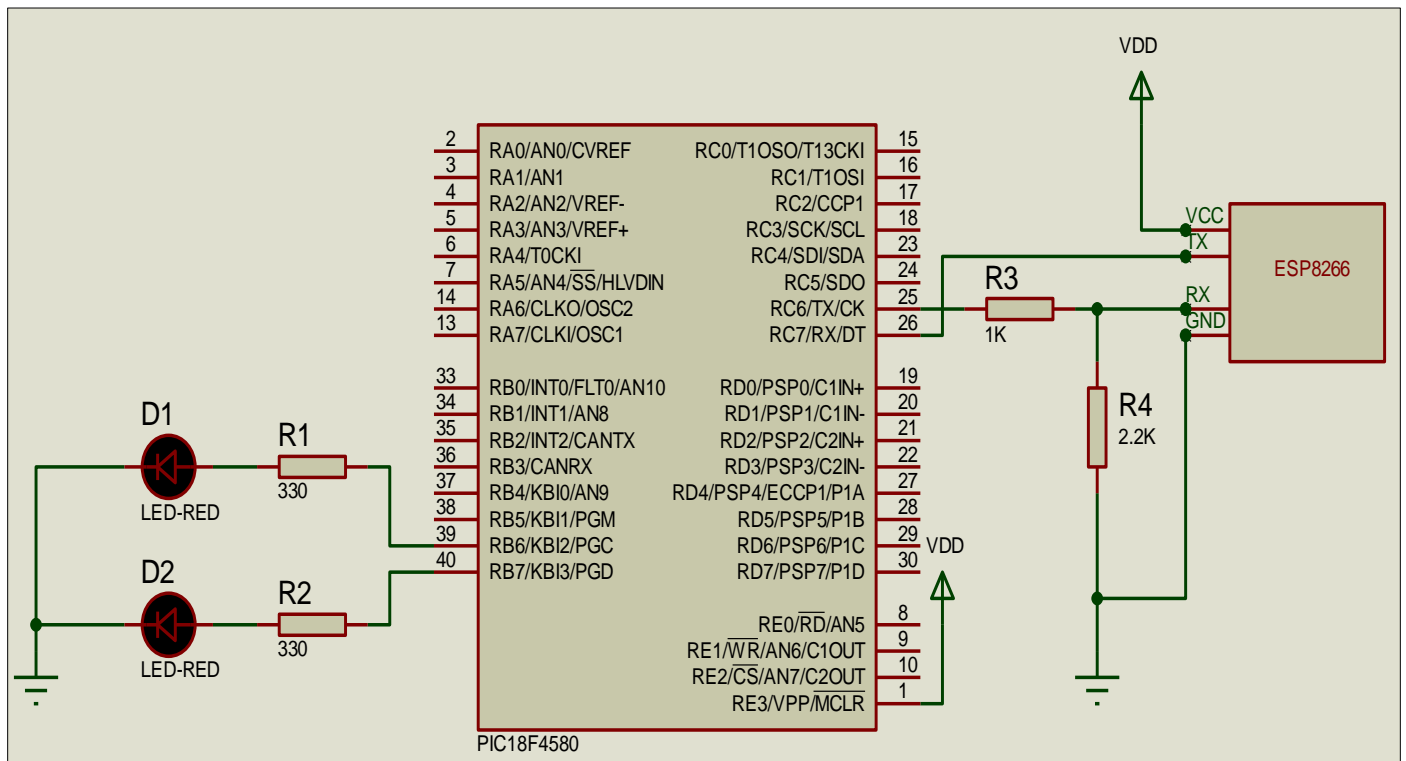 VDD
2 RA0/AN0/CVREF RC0/T1OSO/T13CKI 15
3 RA1/AN1 RC1/T1OSI 16
4 RA2/AN2/VREF- RC2/CCP1 17
5 RA3/AN3/VREF+ RC3/SCK/SCL 18
6 RA4/T0CKI RC4/SDI/SDA 23
7 RA5/AN4/SS/HLVDIN RC5/SDO 24
14 RA6/CLKO/OSC2 RC6/TX/CK 25
13 RA7/CLKI/OSC1 RC7/RX/DT 26
VCC
TX
RX
GND
ESP8266
R3
1K
R4
2.2K
33 RB0/INT0/FLT0/AN10 RD0/PSP0/C1IN+ 19
34 RB1/INT1/AN8 RD1/PSP1/C1IN- 20
35 RB2/INT2/CANTX RD2/PSP2/C2IN+ 21
36 RB3/CANRX RD3/PSP3/C2IN- 22
37 RB4/KBI0/AN9 RD4/PSP4/ECCP1/P1A 27
38 RB5/KBI1/PGM RD5/PSP5/P1B 28
39 RB6/KBI2/PGC RD6/PSP6/P1C 29
40 RB7/KBI3/PGD RD7/PSP7/P1D 30
D1
LED-RED
R1
330
D2
LED-RED
R2
330
VDD
RE0/RD/AN5 8
RE1/WR/AN6/C1OUT 9
RE2/CS/AN7/C2OUT 10
RE3/VPP/MCLR 1
PIC18F4580